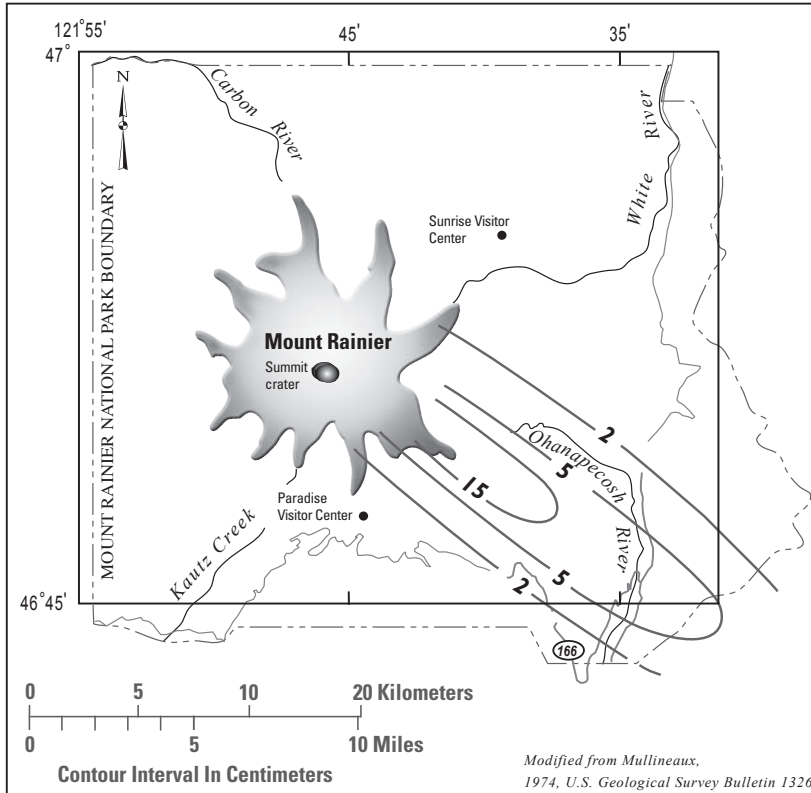 121˚55'
45'
35'
47˚
N
Carbon
River
River
White
MOUNT RAINIER NATIONAL PARK BOUNDARY
Sunrise Visitor
Center
Mount Rainier
Summit
crater
2
Ohanapecosh
5
15
Paradise
Visitor Center
River
Kautz Creek
5
2
46˚45'
166
0 5 10 20 Kilometers
0 5 10 Miles
Contour Interval In Centimeters
Modified from Mullineaux,
1974, U.S. Geological Survey Bulletin 1326